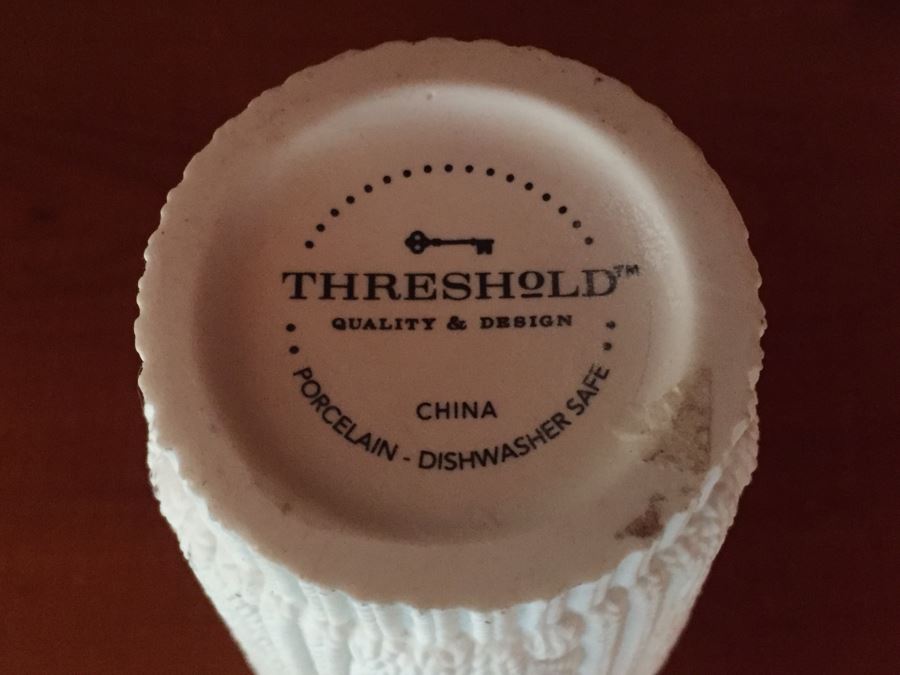 THRESHOLD™
QUALITY & DESIGN
CHINA
PORCELAIN - DISHWASHER SAFE